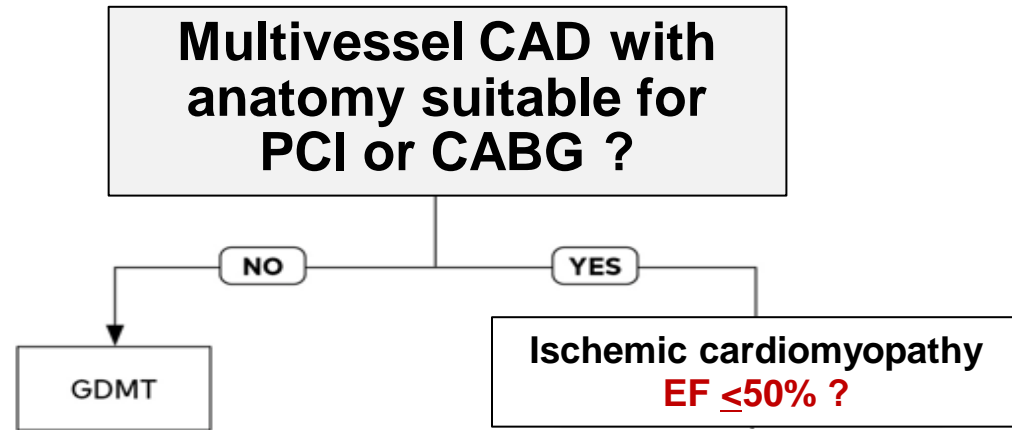 Multivessel CAD with
anatomy suitable for
PCI or CABG ?
NO
YES
GDMT
Ischemic cardiomyopathy
EF ≤50% ?